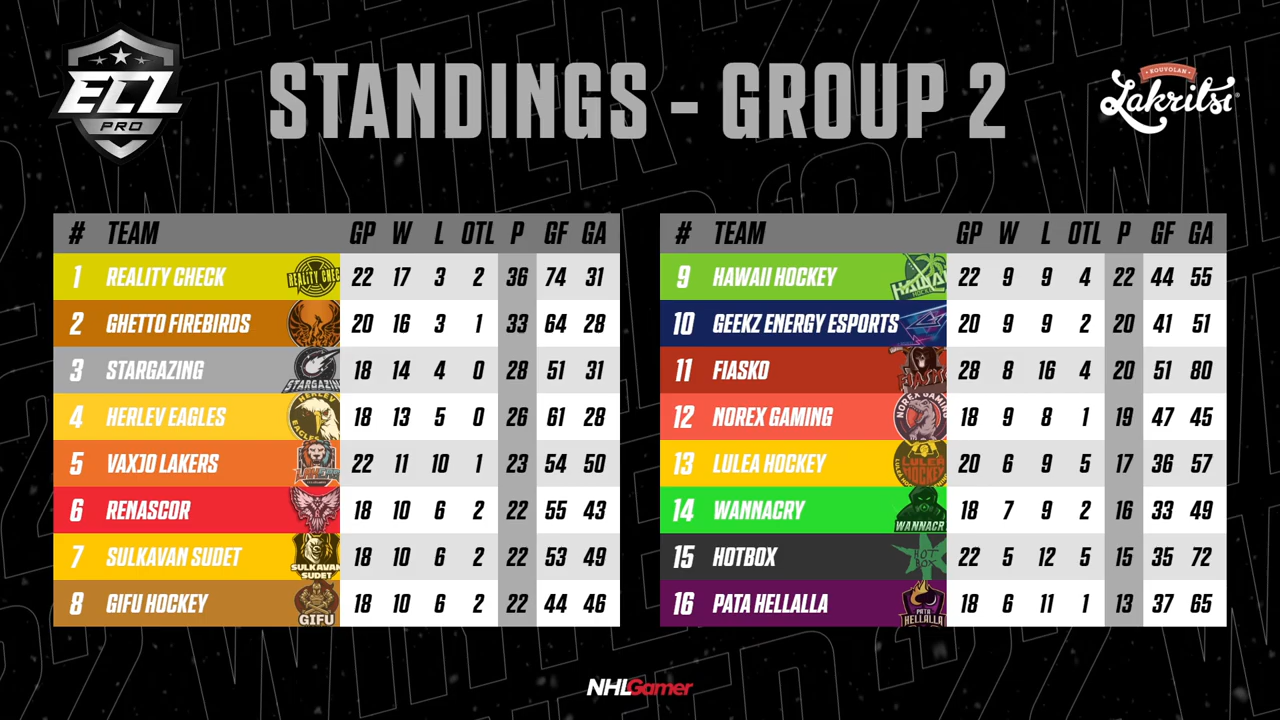 ECL
PRO
STANDINGS - GROUP 2
KOUVOLAN
Lakritsi
# TEAM GP W L OTL P GF GA
1 REALITY CHECK 22 17 3 2 36 74 31
2 GHETTO FIREBIRDS 20 16 3 1 33 64 28
3 STARGAZING 18 14 4 0 28 51 31
4 HERLEV EAGLES 18 13 5 0 26 61 28
5 VAXJO LAKERS 22 11 10 1 23 54 50
6 RENASCOR 18 10 6 2 22 55 43
7 SULKAVAN SUDET 18 10 6 2 22 53 49
8 GIFU HOCKEY 18 10 6 2 22 44 46
# TEAM GP W L OTL P GF GA
9 HAWAII HOCKEY 22 9 9 4 22 44 55
10 GEEKZ ENERGY ESPORTS 20 9 9 2 20 41 51
11 FIASKO 28 8 16 4 20 51 80
12 NOREX GAMING 18 9 8 1 19 47 45
13 LULEA HOCKEY 20 6 9 5 17 36 57
14 WANNACRY 18 7 9 2 16 33 49
15 HOTBOX 22 5 12 5 15 35 72
16 PATA HELLALLA 18 6 11 1 13 37 65
NHLGamer